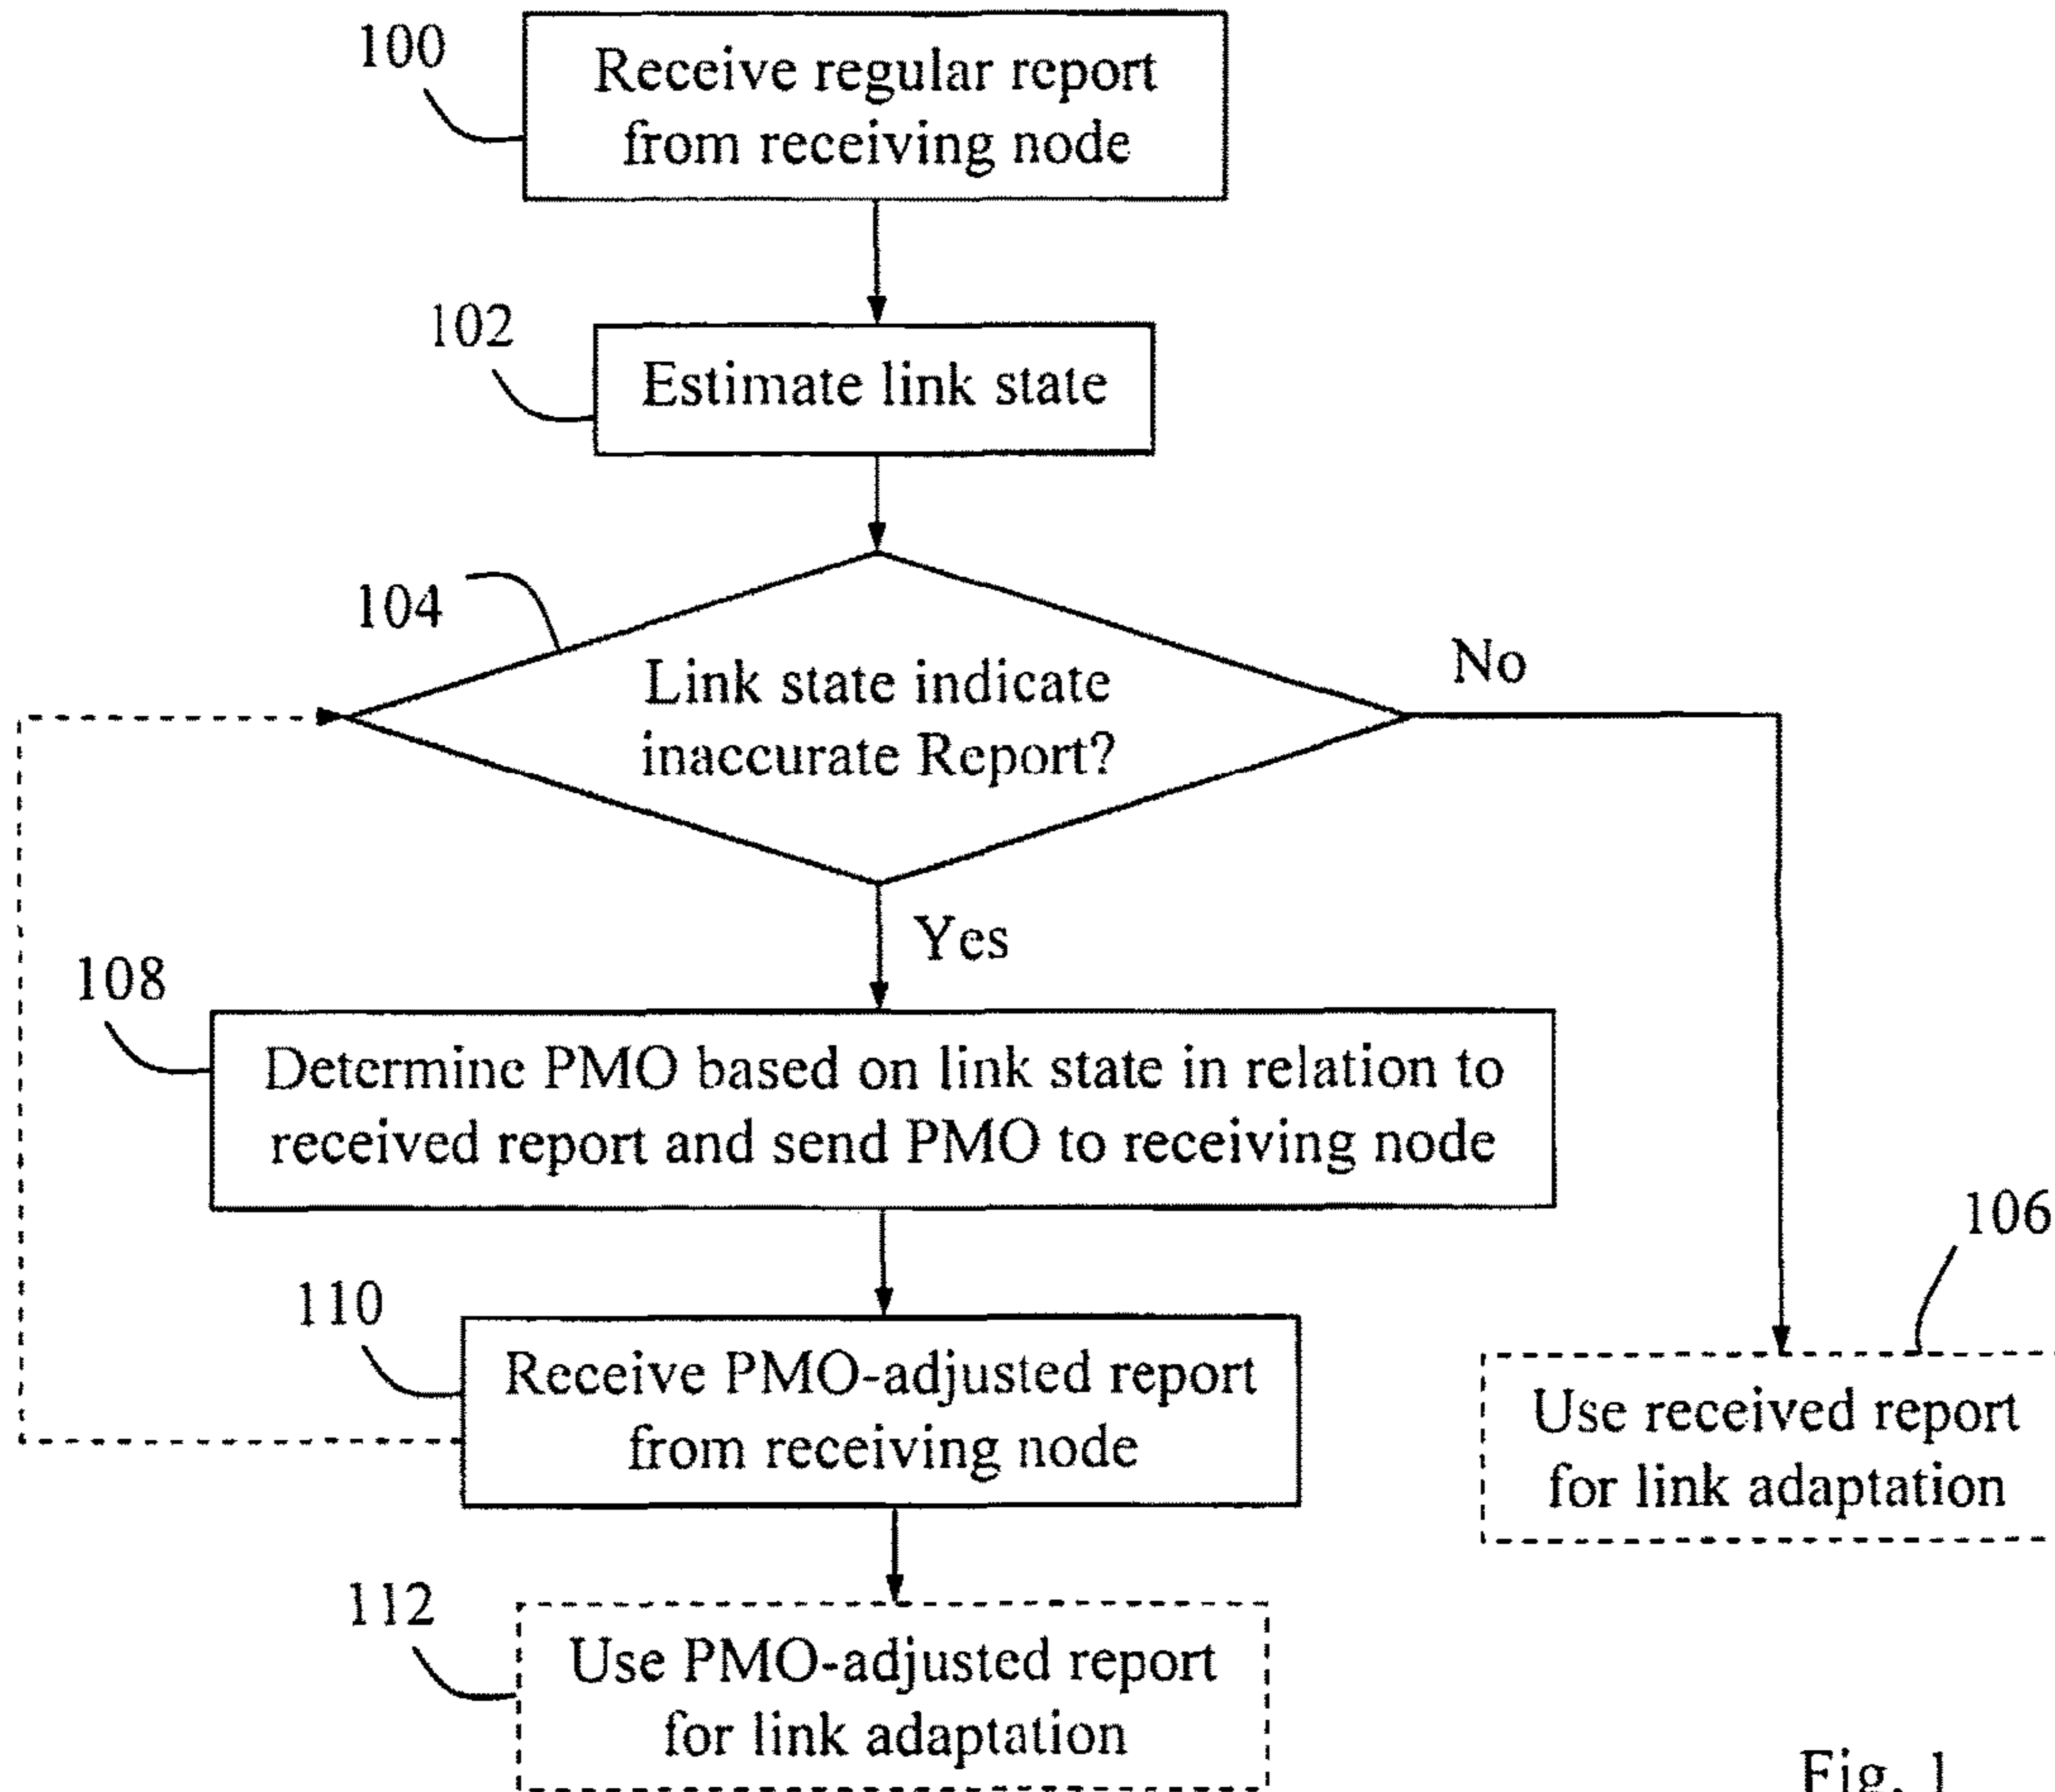 100
Receive regular report
from receiving node
102
Estimate link state
104
Link state indicate
inaccurate Report?
No
Yes
108
Determine PMO based on link state in relation to
received report and send PMO to receiving node
106
110
Receive PMO-adjusted report
from receiving node
Use received report
for link adaptation
112
Use PMO-adjusted report
for link adaptation
Fig. 1